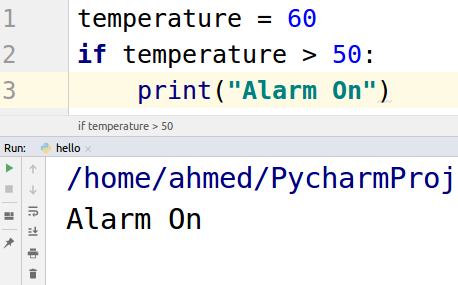 1 temperature = 60
2 if temperature > 50:
3 print("Alarm On")
if temperature > 50
Run: hello ×
/home/ahmed/PycharmProj
Alarm On